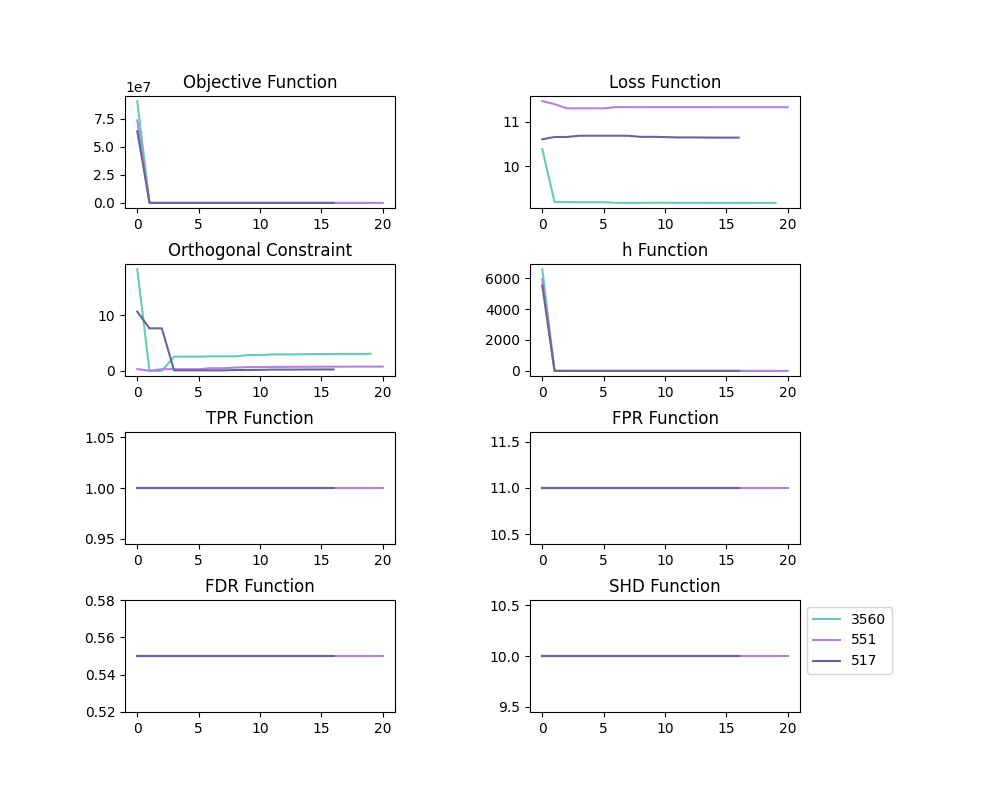 Objective Function
1e7
7.5
5.0
2.5
0.0
0 5 10 15 20
Loss Function
11
10
0 5 10 15 20
Orthogonal Constraint
10
0
0 5 10 15 20
h Function
6000
4000
2000
0
0 5 10 15 20
TPR Function
1.05
1.00
0.95
0 5 10 15 20
FPR Function
11.5
11.0
10.5
0 5 10 15 20
FDR Function
0.58
0.56
0.54
0.52
0 5 10 15 20
SHD Function
10.5
10.0
9.5
0 5 10 15 20
3560
551
517